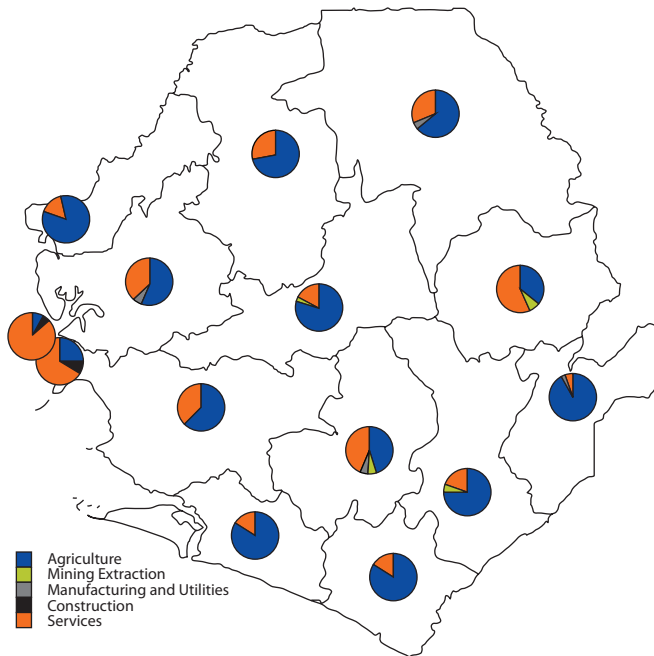 Agriculture
Mining Extraction
Manufacturing and Utilities
Construction
Services